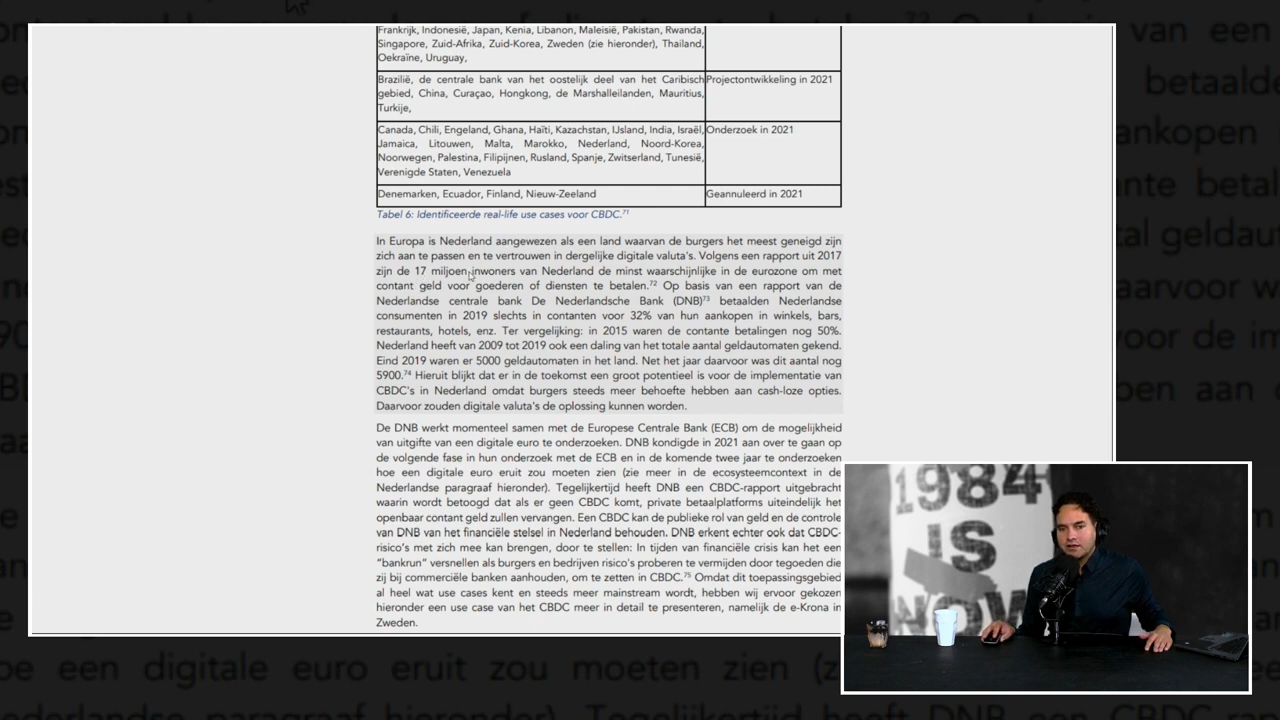 Frankrijk, Indonesië, Japan, Kenia, Libanon, Maleisië, Pakistan, Rwanda,
Singapore, Zuid-Afrika, Zuid-Korea, Zweden (zie hieronder), Thailand,
Oekraïne, Uruguay,
Brazilië, de centrale bank van het oostelijk deel van het Caribisch
gebied, China, Curaçao, Hongkong, de Marshalleilanden, Mauritius,
Turkije,
Projectontwikkeling in 2021
Canada, Chili, Engeland, Ghana, Haïti, Kazachstan, IJsland, India, Israël,
Jamaica, Litouwen, Malta, Marokko, Nederland, Noord-Korea,
Noorwegen, Palestina, Filipijnen, Rusland, Spanje, Zwitserland, Tunesië,
Verenigde Staten, Venezuela
Onderzoek in 2021
Denemarken, Ecuador, Finland, Nieuw-Zeeland
Geannuleerd in 2021
Tabel 6: Identificeerde real-life use cases voor CBDC.71
In Europa is Nederland aangewezen als een land waarvan de burgers het meest geneigd zijn
zich aan te passen en te vertrouwen in dergelijke digitale valuta's. Volgens een rapport uit 2017
zijn de 17 miljoen inwoners van Nederland de minst waarschijnlijke in de eurozone om met
contant geld voor goederen of diensten te betalen.72 Op basis van een rapport van de
Nederlandse centrale bank De Nederlandsche Bank (DNB)73 betaalden Nederlandse
consumenten in 2019 slechts in contanten voor 32% van hun aankopen in winkels, bars,
restaurants, hotels, enz. Ter vergelijking: in 2015 waren de contante betalingen nog 50%.
Nederland heeft van 2009 tot 2019 ook een daling van het totale aantal geldautomaten gekend.
Eind 2019 waren er 5000 geldautomaten in het land. Net het jaar daarvoor was dit aantal nog
5900.74 Hieruit blijkt dat er in de toekomst een groot potentieel is voor de implementatie van
CBDC's in Nederland omdat burgers steeds meer behoefte hebben aan cash-loze opties.
Daarvoor zouden digitale valuta's de oplossing kunnen worden.
De DNB werkt momenteel samen met de Europese Centrale Bank (ECB) om de mogelijkheid
van uitgifte van een digitale euro te onderzoeken. DNB kondigde in 2021 aan over te gaan op
de volgende fase in hun onderzoek met de ECB en in de komende twee jaar te onderzoeken
hoe een digitale euro eruit zou moeten zien (zie meer in de ecosysteemcontext in de
Nederlandse paragraaf hieronder). Tegelijkertijd heeft DNB een CBDC-rapport uitgebracht
waarin wordt betoogd dat als er geen CBDC komt, private betaalplatforms uiteindelijk het
openbaar contant geld zullen vervangen. Een CBDC kan de publieke rol van geld en de controle
van DNB van het financiële stelsel in Nederland behouden. DNB erkent echter ook dat CBDC-
risico's met zich mee kan brengen, door te stellen: In tijden van financiële crisis kan het een
"bankrun" versnellen als burgers en bedrijven risico's proberen te vermijden door tegoeden die
zij bij commerciële banken aanhouden, om te zetten in CBDC.75 Omdat dit toepassingsgebied
al heel wat use cases kent en steeds meer mainstream wordt, hebben wij ervoor gekozen
hieronder een use case van het CBDC meer in detail te presenteren, namelijk de e-Krona in
Zweden.
1984
IS
NOW